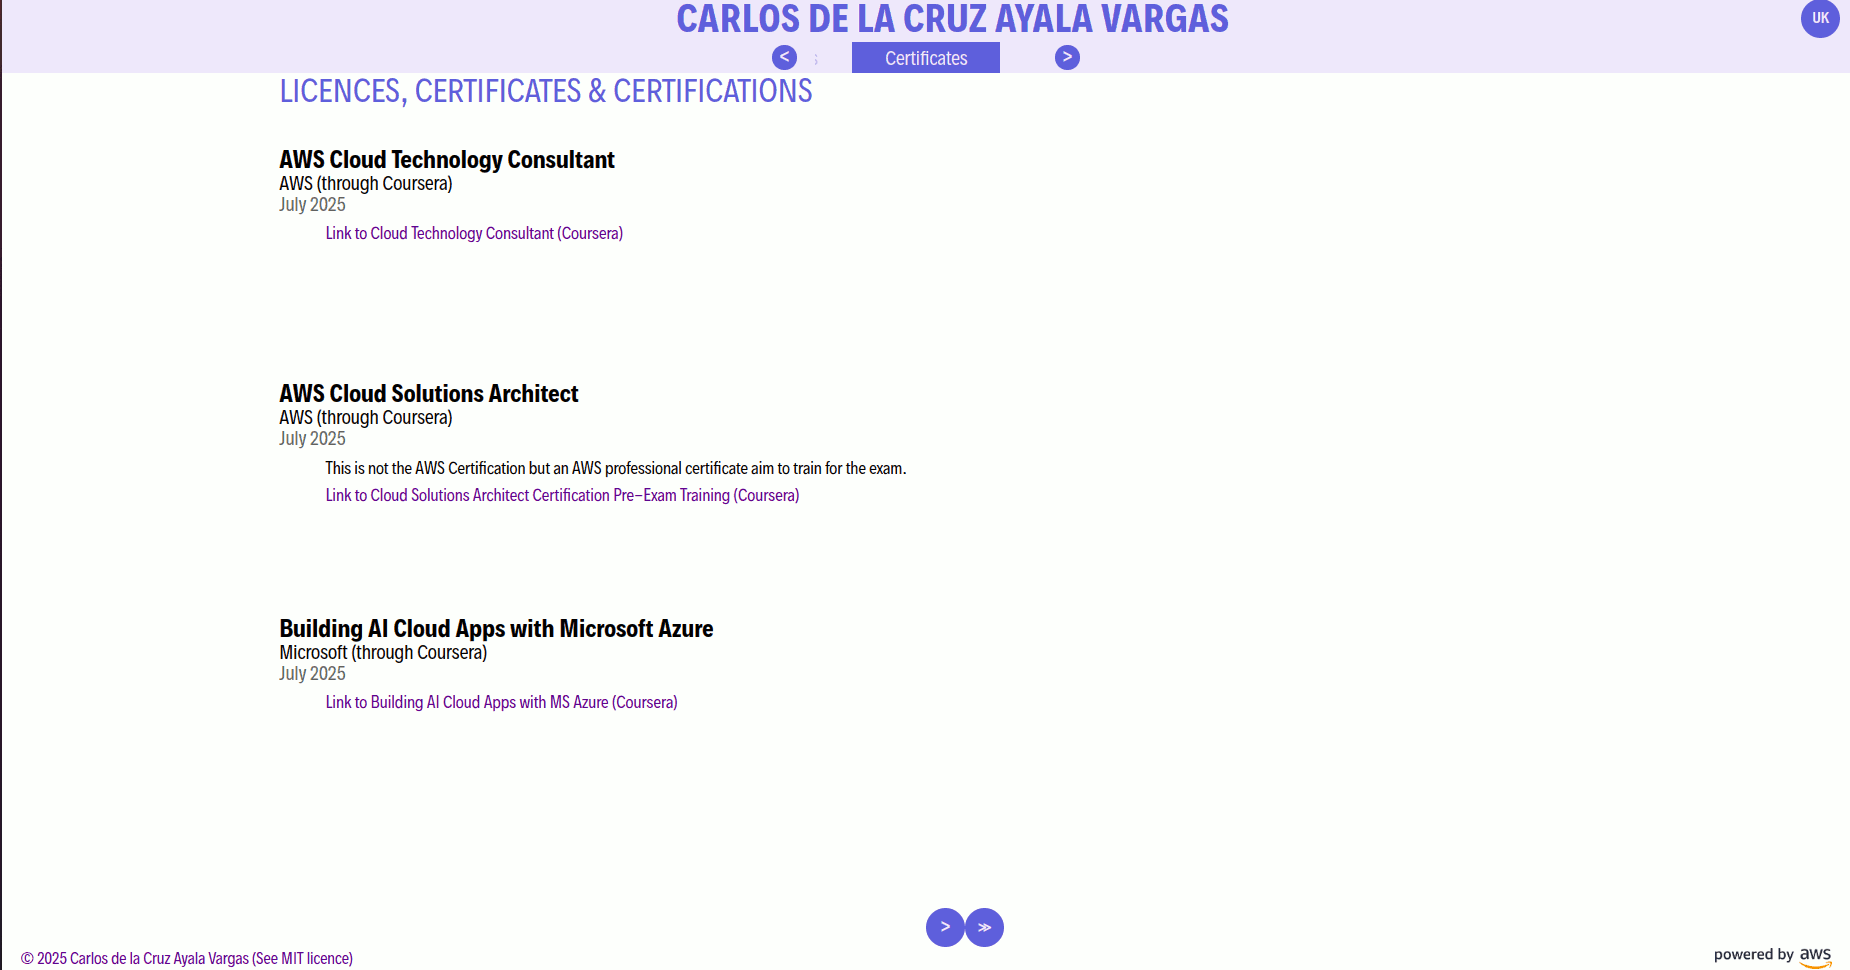 CARLOS DE LA CRUZ AYALA VARGAS
UK
< s Certificates >
LICENCES, CERTIFICATES & CERTIFICATIONS
AWS Cloud Technology Consultant
AWS (through Coursera)
July 2025
Link to Cloud Technology Consultant (Coursera)
AWS Cloud Solutions Architect
AWS (through Coursera)
July 2025
This is not the AWS Certification but an AWS professional certificate aim to train for the exam.
Link to Cloud Solutions Architect Certification Pre-Exam Training (Coursera)
Building AI Cloud Apps with Microsoft Azure
Microsoft (through Coursera)
July 2025
Link to Building AI Cloud Apps with MS Azure (Coursera)
> ≫
© 2025 Carlos de la Cruz Ayala Vargas (See MIT licence)
powered by aws